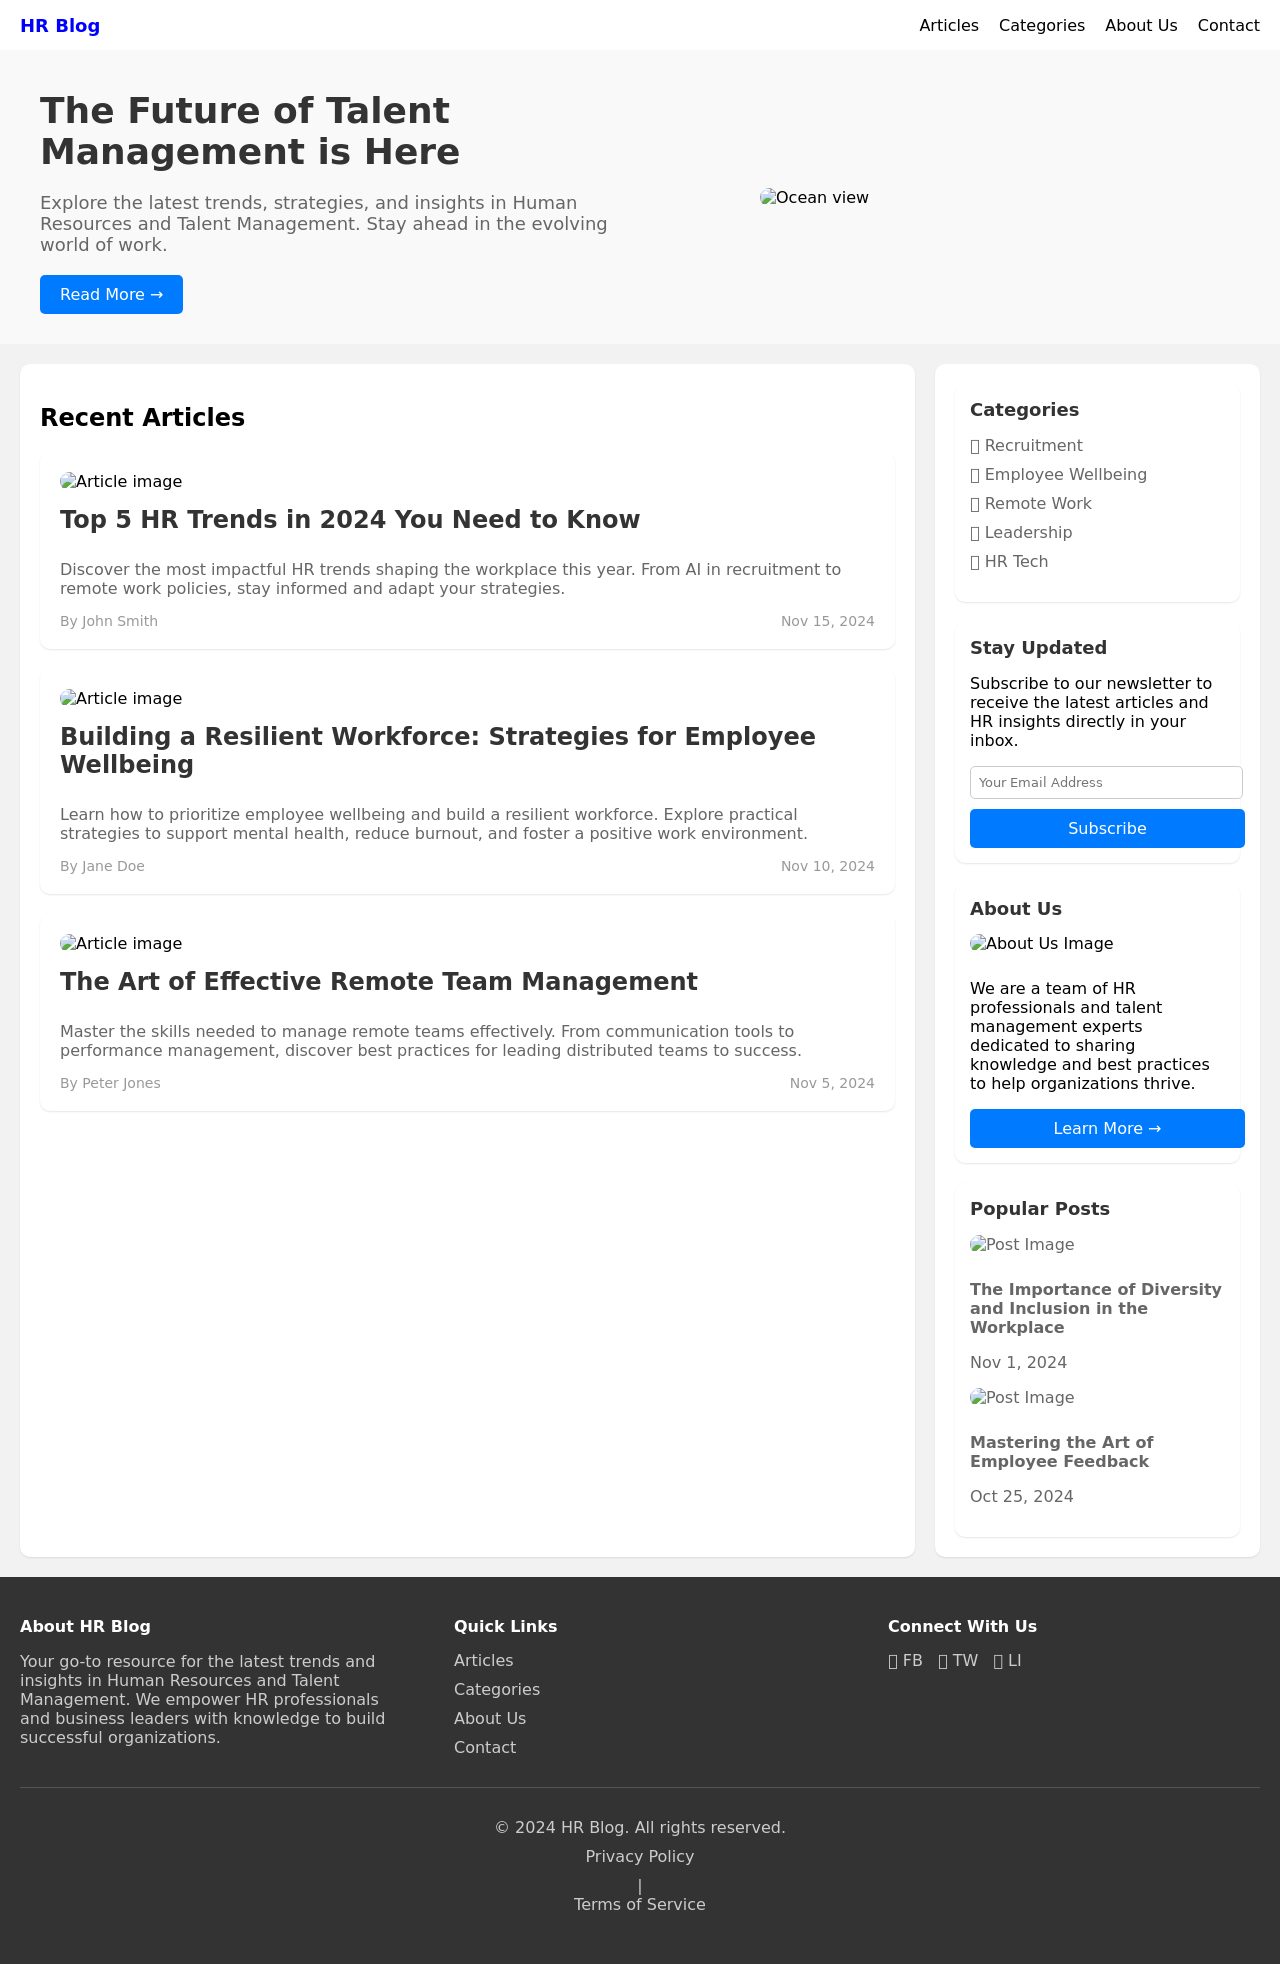 HR Blog
Articles
Categories
About Us
Contact
The Future of Talent
Management is Here
Explore the latest trends, strategies, and insights in Human
Resources and Talent Management. Stay ahead in the evolving
world of work.
Read More →
Ocean view
Recent Articles
Article image
Top 5 HR Trends in 2024 You Need to Know
Discover the most impactful HR trends shaping the workplace this year. From AI in recruitment to
remote work policies, stay informed and adapt your strategies.
By John Smith
Nov 15, 2024
Article image
Building a Resilient Workforce: Strategies for Employee
Wellbeing
Learn how to prioritize employee wellbeing and build a resilient workforce. Explore practical
strategies to support mental health, reduce burnout, and foster a positive work environment.
By Jane Doe
Nov 10, 2024
Article image
The Art of Effective Remote Team Management
Master the skills needed to manage remote teams effectively. From communication tools to
performance management, discover best practices for leading distributed teams to success.
By Peter Jones
Nov 5, 2024
Categories
Recruitment
Employee Wellbeing
Remote Work
Leadership
HR Tech
Stay Updated
Subscribe to our newsletter to
receive the latest articles and
HR insights directly in your
inbox.
Your Email Address
Subscribe
About Us
About Us Image
We are a team of HR
professionals and talent
management experts
dedicated to sharing
knowledge and best practices
to help organizations thrive.
Learn More →
Popular Posts
Post Image
The Importance of Diversity
and Inclusion in the
Workplace
Nov 1, 2024
Post Image
Mastering the Art of
Employee Feedback
Oct 25, 2024
About HR Blog
Your go-to resource for the latest trends and
insights in Human Resources and Talent
Management. We empower HR professionals
and business leaders with knowledge to build
successful organizations.
Quick Links
Articles
Categories
About Us
Contact
Connect With Us
FB
TW
LI
© 2024 HR Blog. All rights reserved.
Privacy Policy
|
Terms of Service